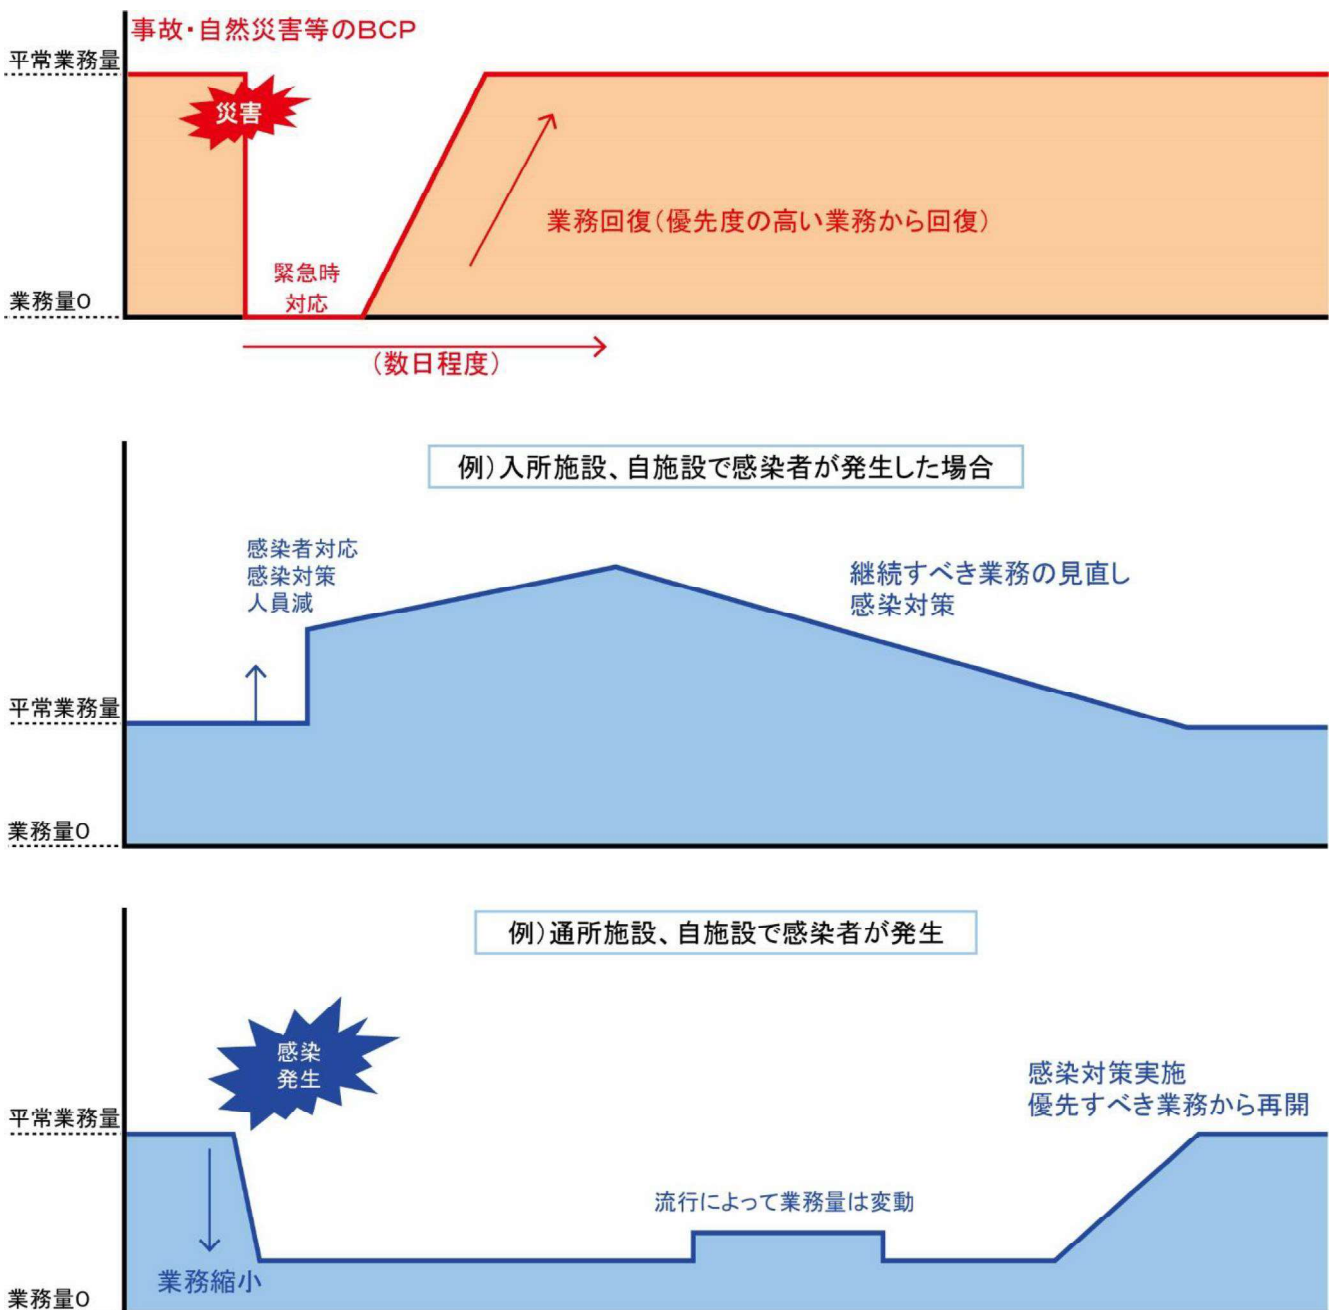 事故・自然災害等のBCP
平常業務量
災害
業務回復（優先度の高い業務から回復）
緊急時
対応
業務量0
（数日程度）
例）入所施設、自施設で感染者が発生した場合
感染者対応
感染対策
人員減
継続すべき業務の見直し
感染対策
平常業務量
業務量0
例）通所施設、自施設で感染者が発生
感染
発生
感染対策実施
優先すべき業務から再開
平常業務量
流行によって業務量は変動
業務縮小
業務量0